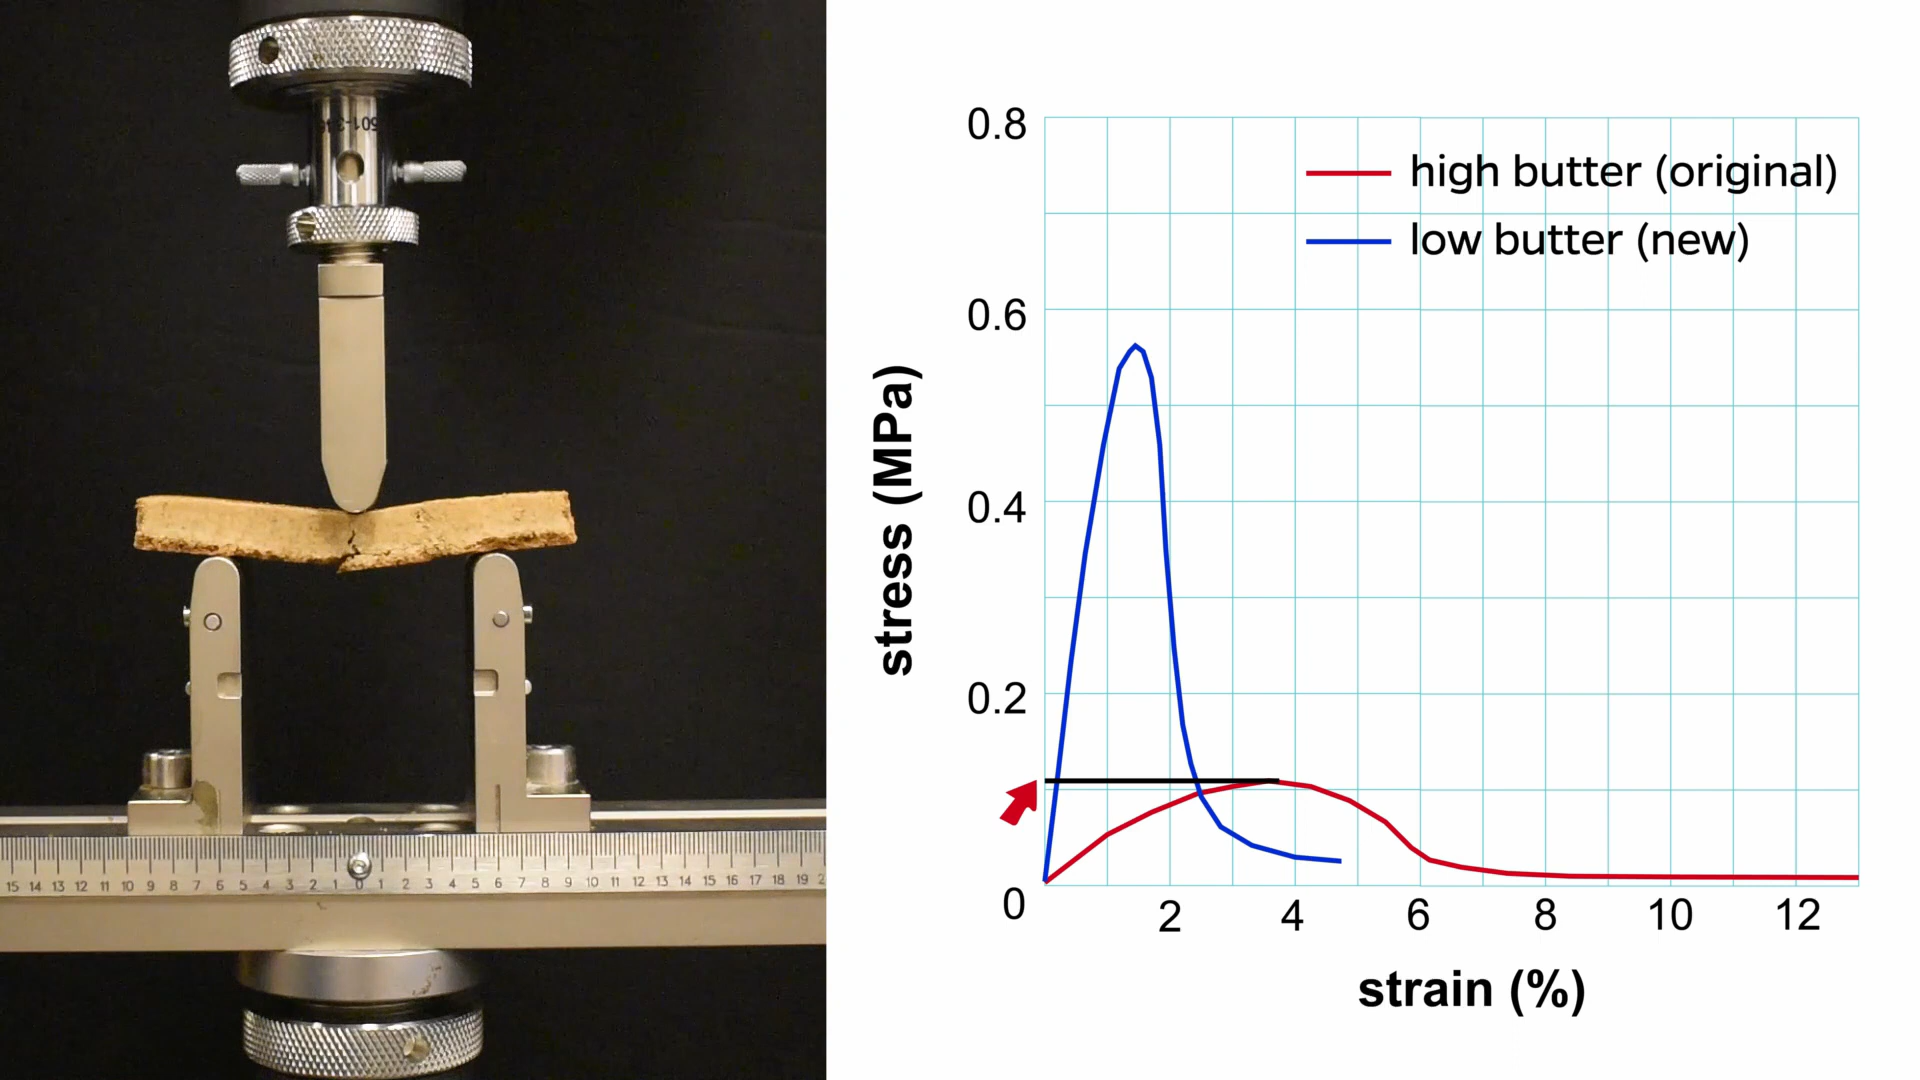 15 14 13 12 11 10 9 8 7 6 5 4 3 2 1 0 1 2 3 4 5 6 7 8 9 10 11 12 13 14 15 16 17 18 19
0.8
high butter (original)
low butter (new)
0.6
0.4
0.2
0
2 4 6 8 10 12
stress (MPa)
strain (%)